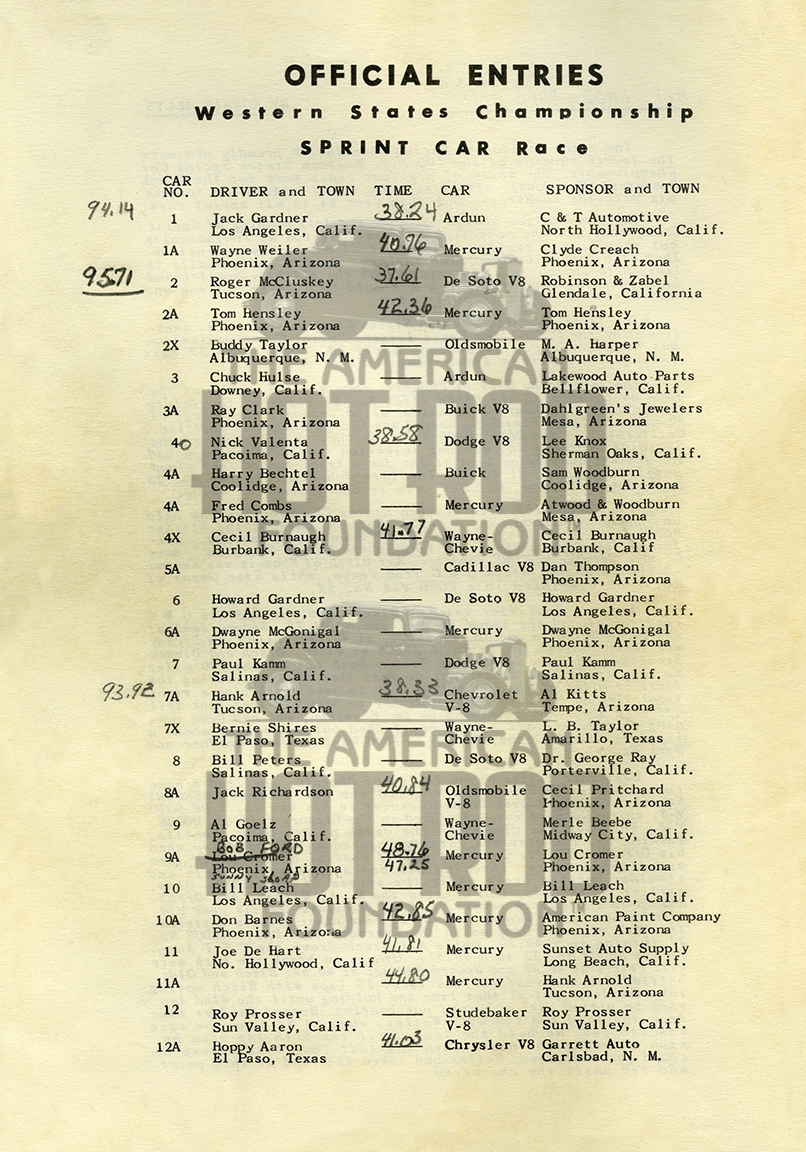 OFFICIAL ENTRIES
Western States Championship
SPRINT CAR Race
CAR NO. DRIVER and TOWN TIME CAR SPONSOR and TOWN
94.14 1 Jack Gardner 38.24 Ardun C & T Automotive
Los Angeles, Calif. North Hollywood, Calif.
1A Wayne Weiler 40.76 Mercury Clyde Creach
Phoenix, Arizona Phoenix, Arizona
95.71 2 Roger McCluskey 37.61 De Soto V8 Robinson & Zabel
Tucson, Arizona Glendale, California
2A Tom Hensley 42.36 Mercury Tom Hensley
Phoenix, Arizona Phoenix, Arizona
2X Buddy Taylor Oldsmobile M. A. Harper
Albuquerque, N. M. Albuquerque, N. M.
3 Chuck Hulse Ardun Lakewood Auto Parts
Downey, Calif. Bellflower, Calif.
3A Ray Clark Buick V8 Dahlgreen's Jewelers
Phoenix, Arizona Mesa, Arizona
40 Nick Valenta 38.58 Dodge V8 Lee Knox
Pacoima, Calif. Sherman Oaks, Calif.
4A Harry Bechtel Buick Sam Woodburn
Coolidge, Arizona Coolidge, Arizona
4A Fred Combs Mercury Atwood & Woodburn
Phoenix, Arizona Mesa, Arizona
4X Cecil Burnaugh 41.77 Wayne- Cecil Burnaugh
Burbank, Calif. Chevie Burbank, Calif
5A Cadillac V8 Dan Thompson
Phoenix, Arizona
6 Howard Gardner De Soto V8 Howard Gardner
Los Angeles, Calif. Los Angeles, Calif.
6A Dwayne McGonigal Mercury Dwayne McGonigal
Phoenix, Arizona Phoenix, Arizona
7 Paul Kamm Dodge V8 Paul Kamm
Salinas, Calif. Salinas, Calif.
93.92 7A Hank Arnold 38.33 Chevrolet Al Kitts
Tucson, Arizona V-8 Tempe, Arizona
7X Bernie Shires Wayne- L. B. Taylor
El Paso, Texas Chevie Amarillo, Texas
8 Bill Peters De Soto V8 Dr. George Ray
Salinas, Calif. Porterville, Calif.
8A Jack Richardson 40.84 Oldsmobile Cecil Pritchard
V-8 Phoenix, Arizona
9 Al Goelz Wayne- Merle Beebe
Pacoima, Calif. Chevie Midway City, Calif.
BOB FORD
9A Lou Cromer 48.76 Mercury Lou Cromer
Phoenix, Arizona 47.25 Phoenix, Arizona
10 Bill Leach Mercury Bill Leach
Los Angeles, Calif. Los Angeles, Calif.
10A Don Barnes 42.85 Mercury American Paint Company
Phoenix, Arizona Phoenix, Arizona
11 Joe De Hart 41.81 Mercury Sunset Auto Supply
No. Hollywood, Calif Long Beach, Calif.
11A 44.80 Mercury Hank Arnold
Tucson, Arizona
12 Roy Prosser Studebaker Roy Prosser
Sun Valley, Calif. V-8 Sun Valley, Calif.
12A Hoppy Aaron 41.03 Chrysler V8 Garrett Auto
El Paso, Texas Carlsbad, N. M.
THE AMERICAN
HOT ROD
FOUNDATION
THE AMERICAN
HOT ROD
FOUNDATION